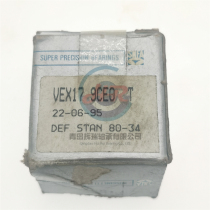 SUPER PRECISION BEARINGS
VEX17 9CE0 T
22-06-95
DEF STAN 80-34